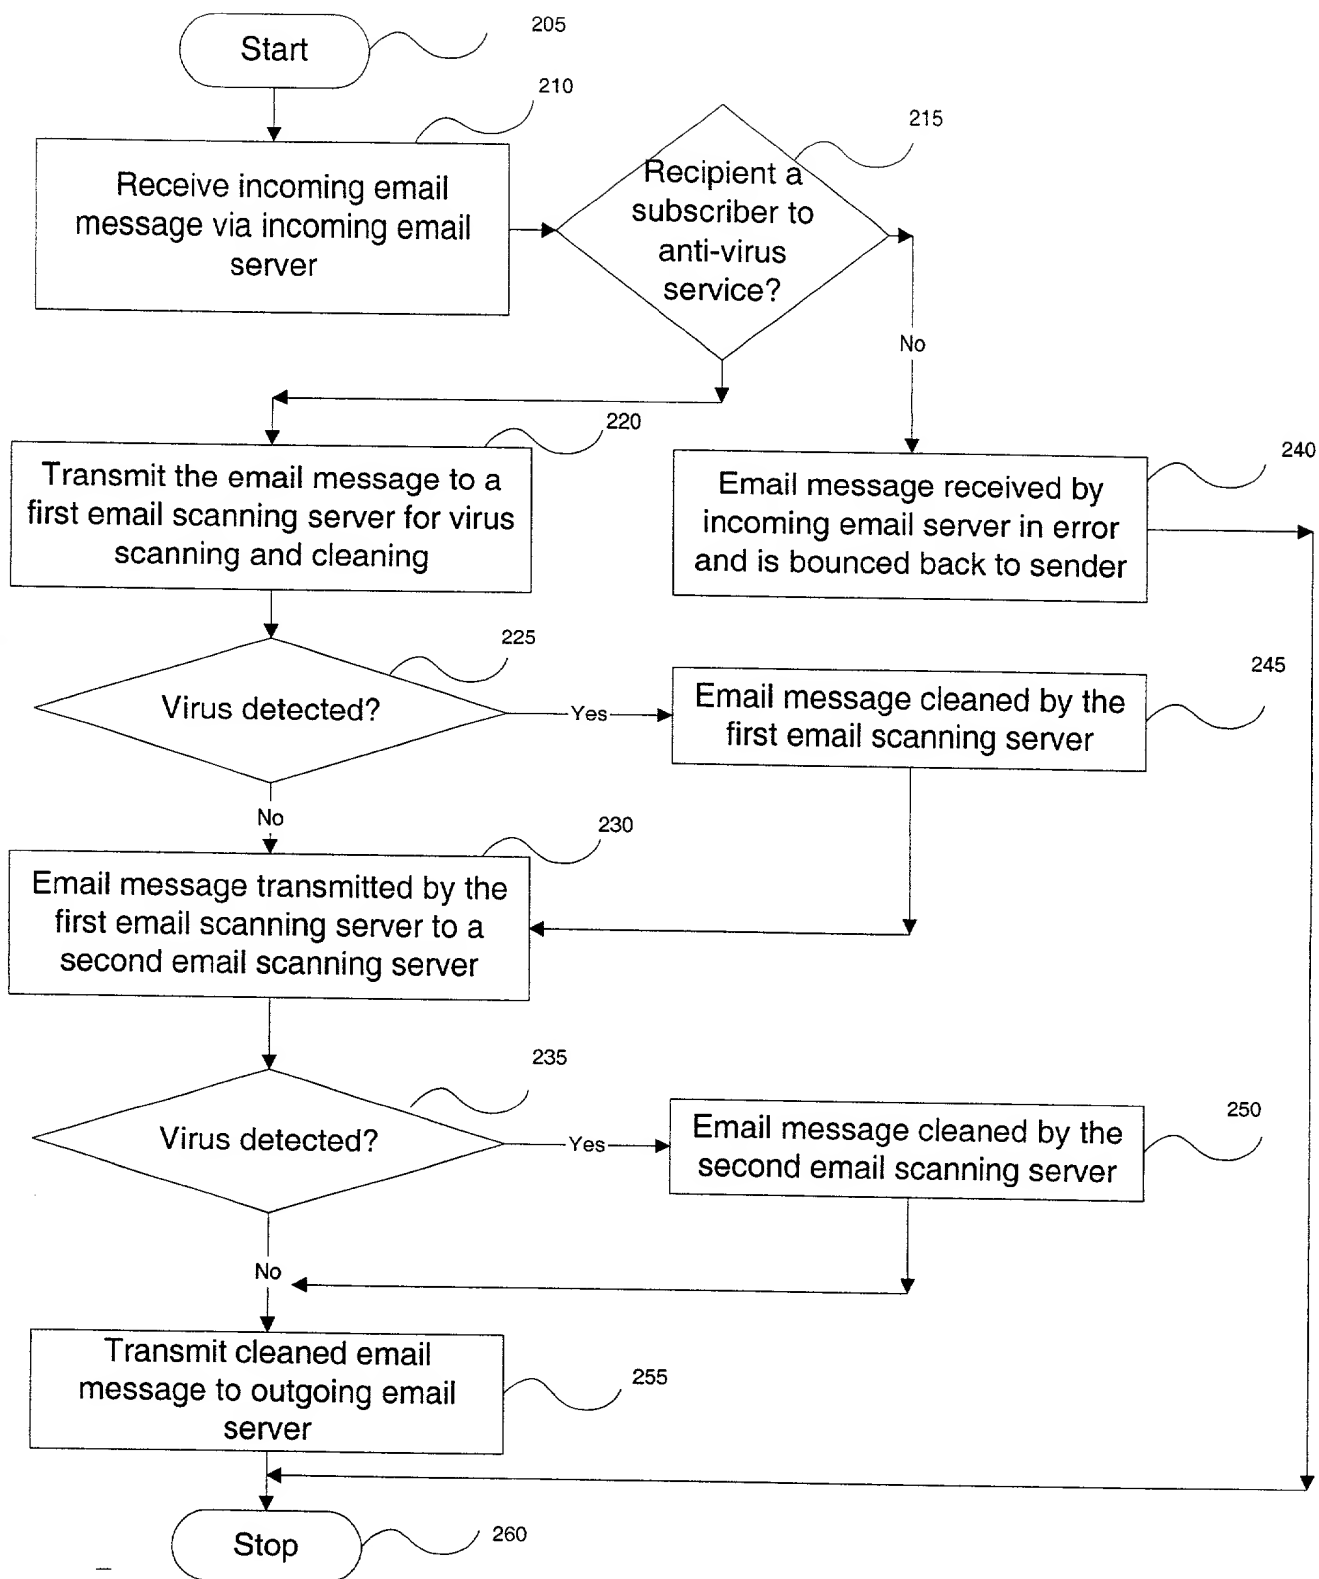 Start
205
210
Receive incoming email
message via incoming email
server
215
Recipient a
subscriber to
anti-virus
service?
No
220
Transmit the email message to a
first email scanning server for virus
scanning and cleaning
240
Email message received by
incoming email server in error
and is bounced back to sender
225
Virus detected?
Yes
245
Email message cleaned by the
first email scanning server
No
230
Email message transmitted by the
first email scanning server to a
second email scanning server
235
Virus detected?
Yes
250
Email message cleaned by the
second email scanning server
No
Transmit cleaned email
message to outgoing email
server
255
Stop
260